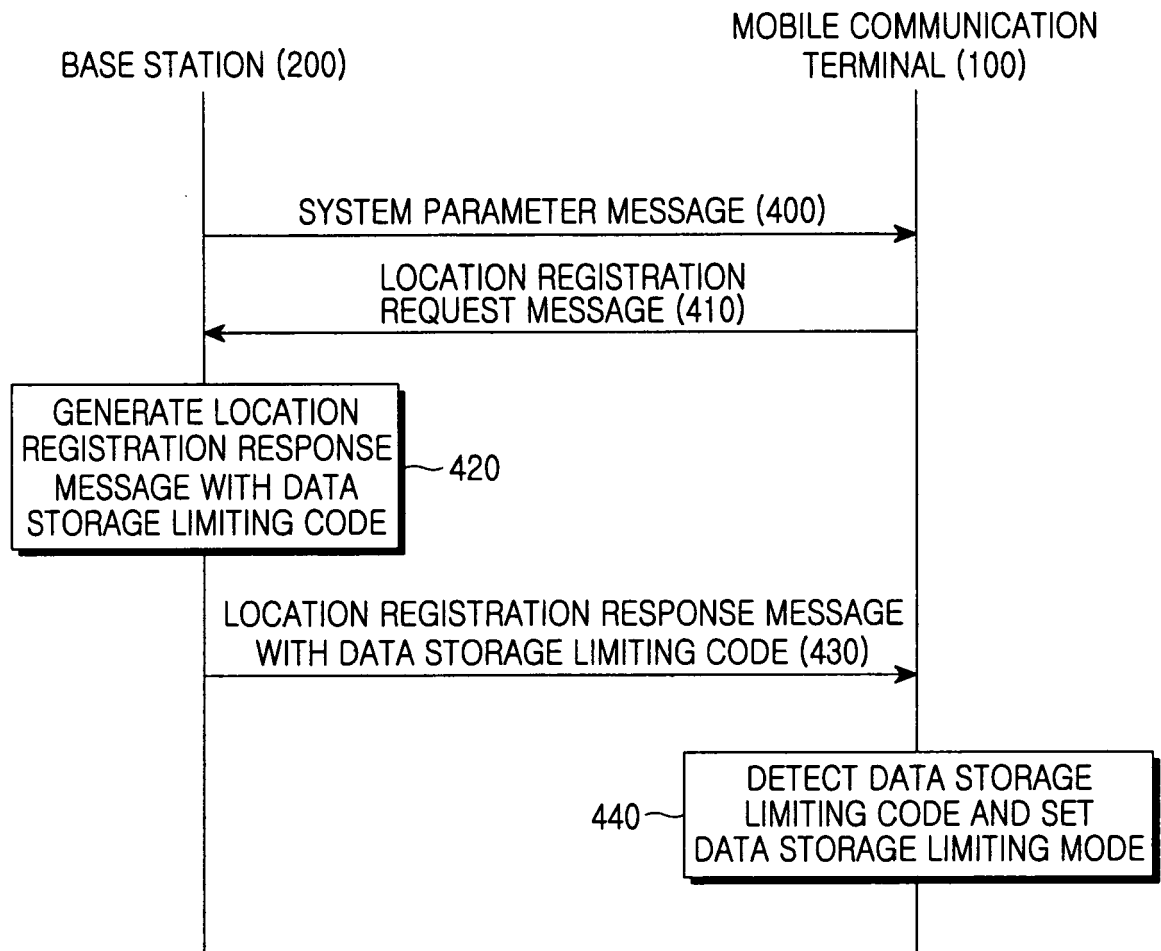 BASE STATION (200)
MOBILE COMMUNICATION
TERMINAL (100)
SYSTEM PARAMETER MESSAGE (400)
LOCATION REGISTRATION
REQUEST MESSAGE (410)
GENERATE LOCATION
REGISTRATION RESPONSE
MESSAGE WITH DATA
STORAGE LIMITING CODE
420
LOCATION REGISTRATION RESPONSE MESSAGE
WITH DATA STORAGE LIMITING CODE (430)
440
DETECT DATA STORAGE
LIMITING CODE AND SET
DATA STORAGE LIMITING MODE